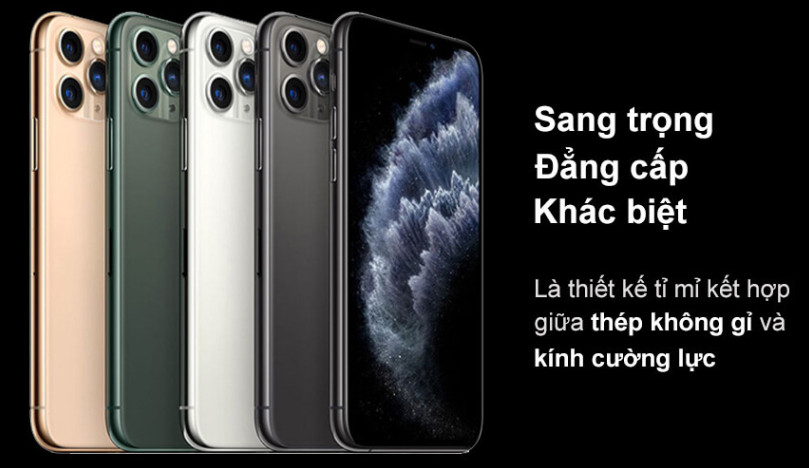 Sang trọng
Đẳng cấp
Khác biệt
Là thiết kế tỉ mỉ kết hợp
giữa thép không gỉ và
kính cường lực